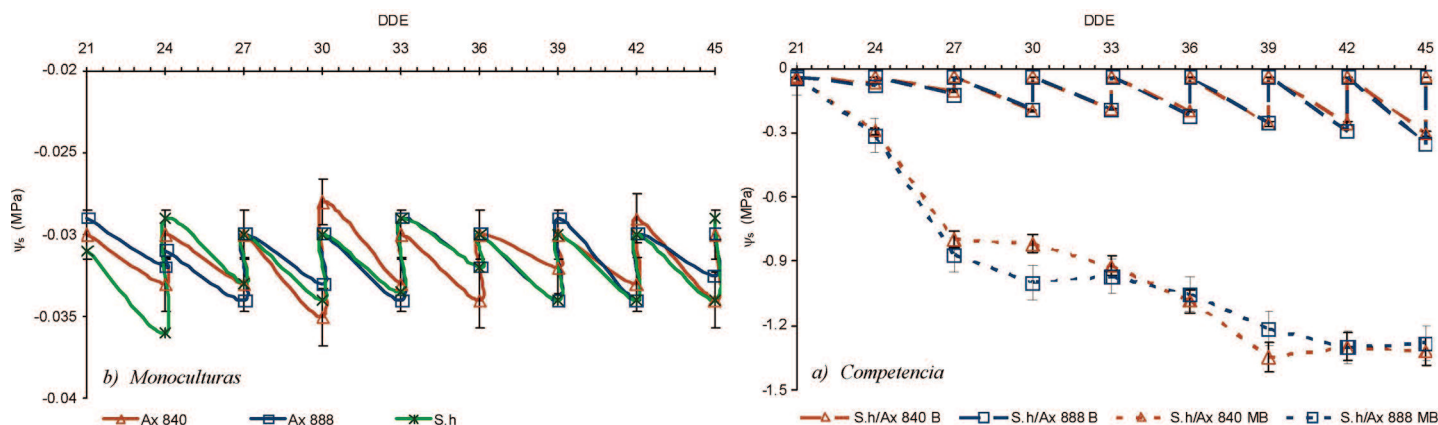 DDE
21 24 27 30 33 36 39 42 45
-0.02
-0.025
-0.03
-0.035
-0.04
ψs (MPa)
b) Monoculturas
Ax 840 Ax 888 S.h
DDE
21 24 27 30 33 36 39 42 45
0
-0.3
-0.6
-0.9
-1.2
-1.5
ψs (MPa)
a) Competencia
S.h/Ax 840 B S.h/Ax 888 B S.h/Ax 840 MB S.h/Ax 888 MB